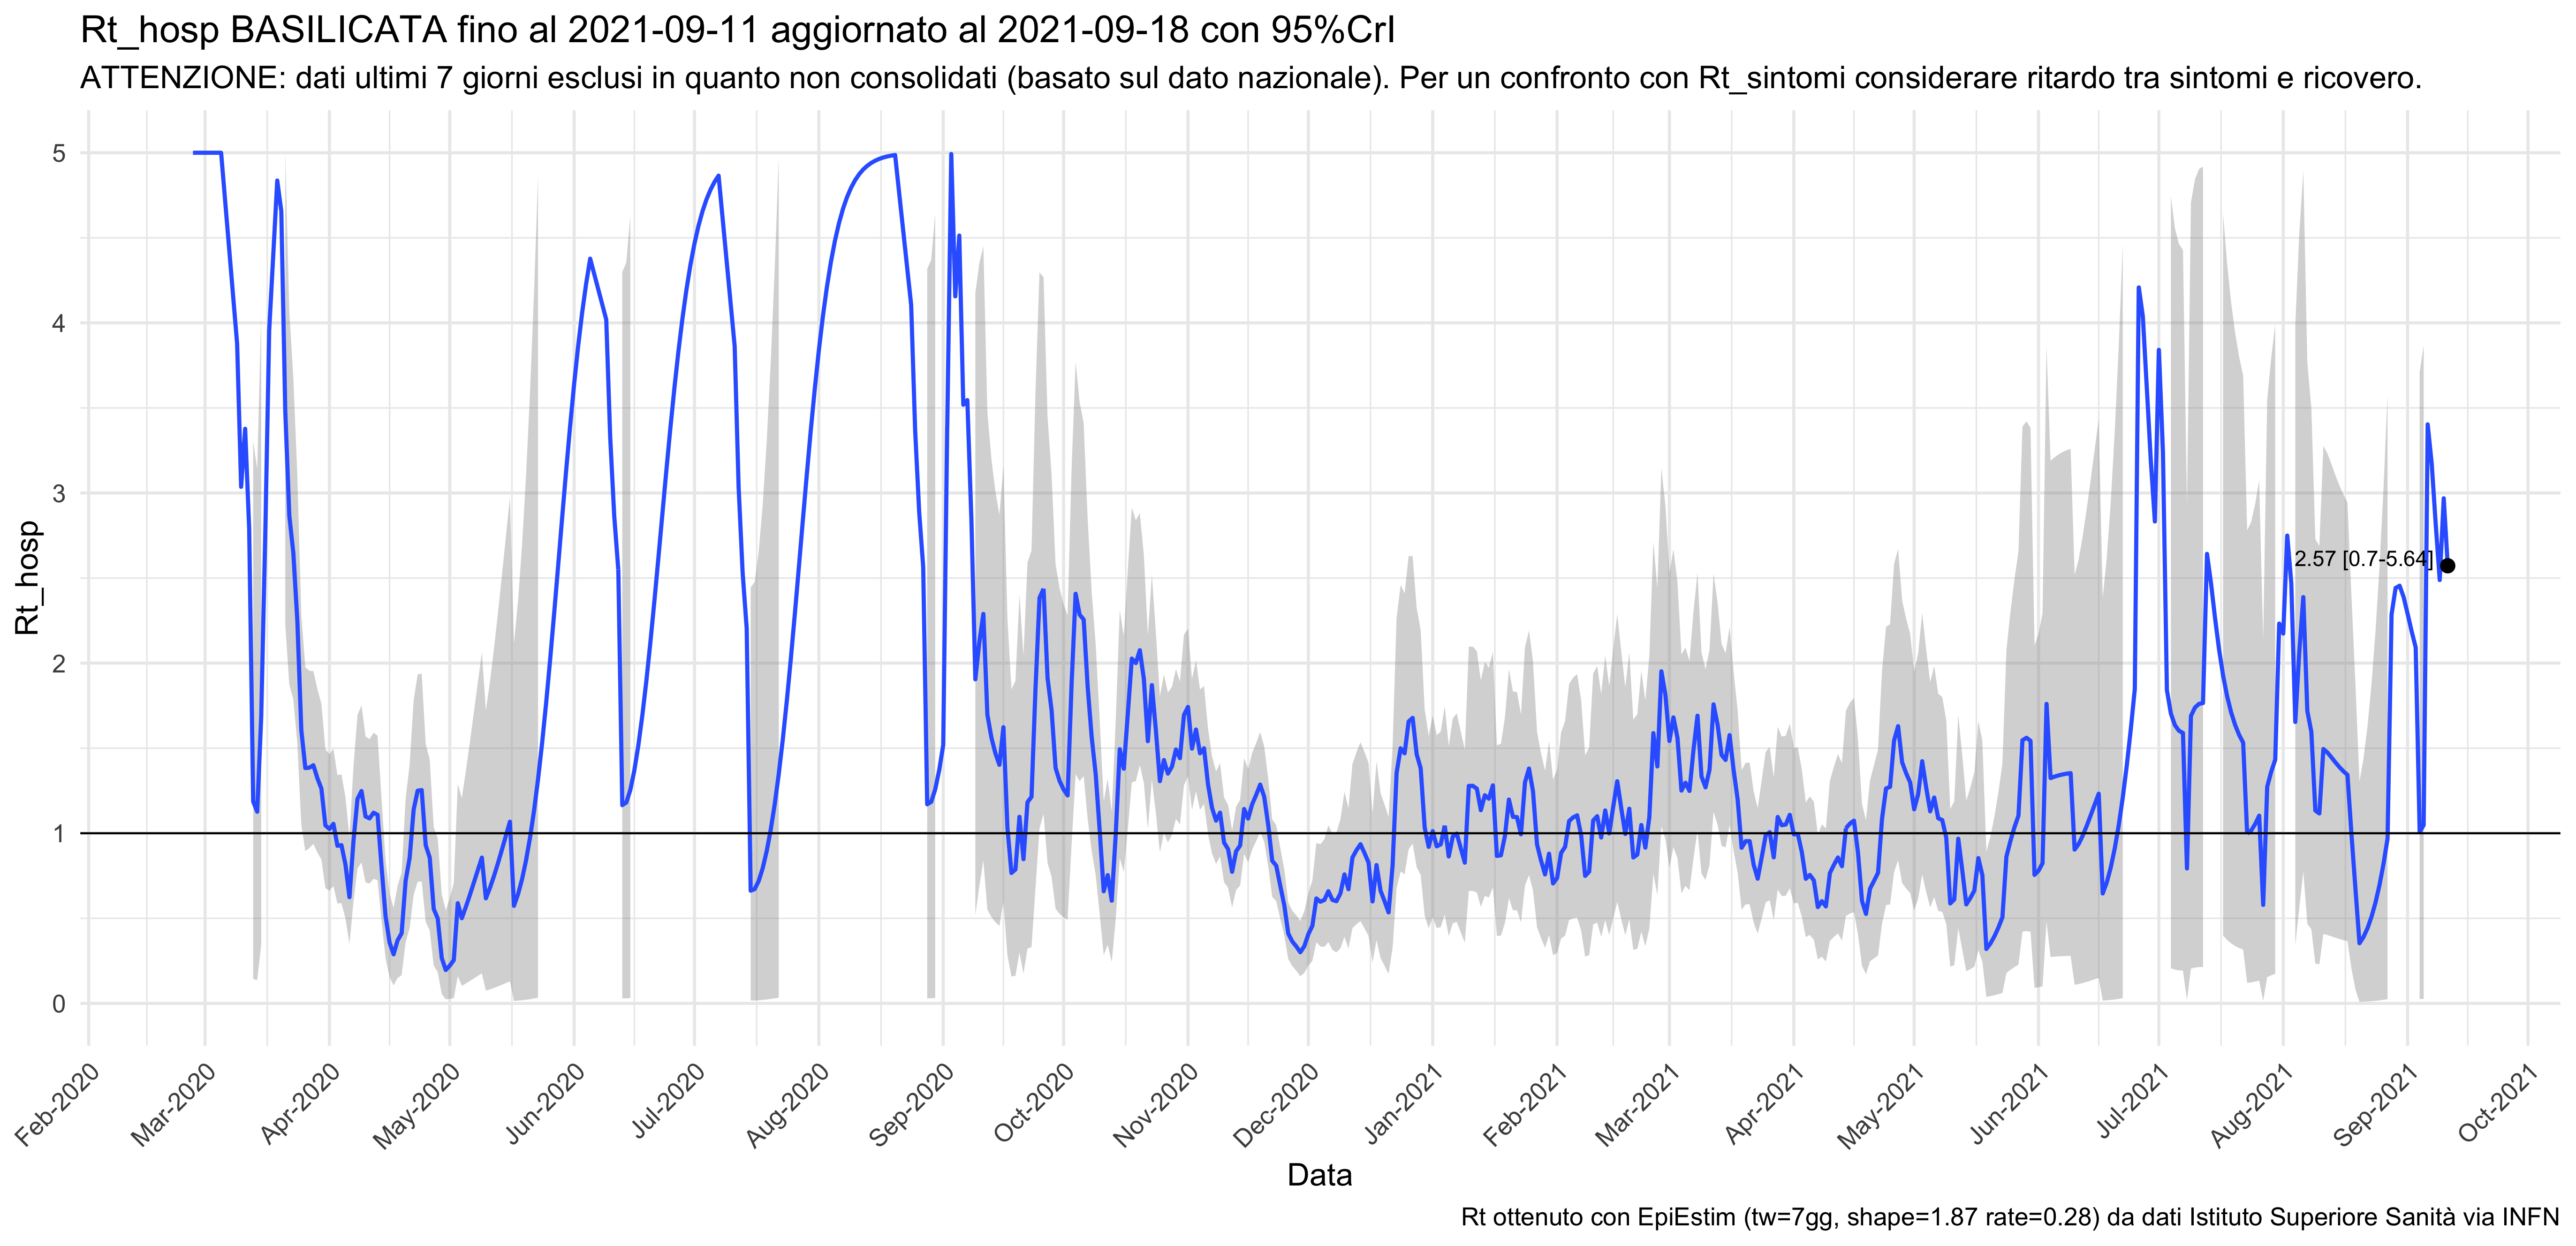 Rt_hosp BASILICATA fino al 2021-09-11 aggiornato al 2021-09-18 con 95%CrI
ATTENZIONE: dati ultimi 7 giorni esclusi in quanto non consolidati (basato sul dato nazionale). Per un confronto con Rt_sintomi considerare ritardo tra sintomi e ricovero.
5
4
3
2
1
0
Rt_hosp
2.57 [0.7-5.64]
Feb-2020
Mar-2020
Apr-2020
May-2020
Jun-2020
Jul-2020
Aug-2020
Sep-2020
Oct-2020
Nov-2020
Dec-2020
Jan-2021
Feb-2021
Mar-2021
Apr-2021
May-2021
Jun-2021
Jul-2021
Aug-2021
Sep-2021
Oct-2021
Data
Rt ottenuto con EpiEstim (tw=7gg, shape=1.87 rate=0.28) da dati Istituto Superiore Sanità via INFN